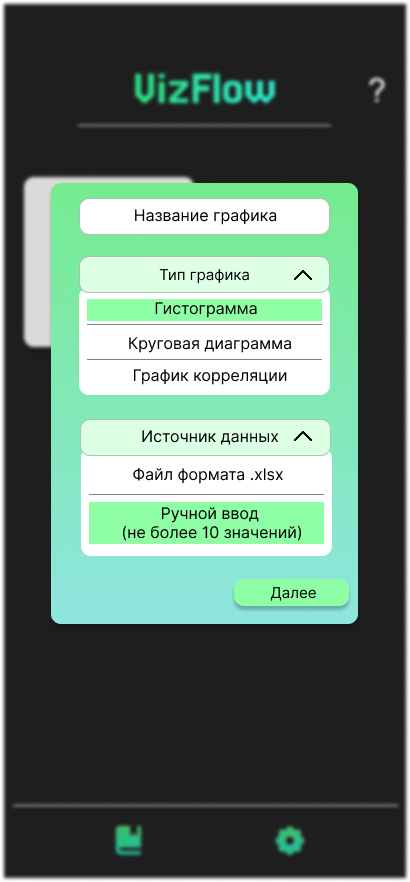 VizFlow
?
Название графика
Тип графика
Гистограмма
Круговая диаграмма
График корреляции
Источник данных
Файл формата .xlsx
Ручной ввод
(не более 10 значений)
Далее